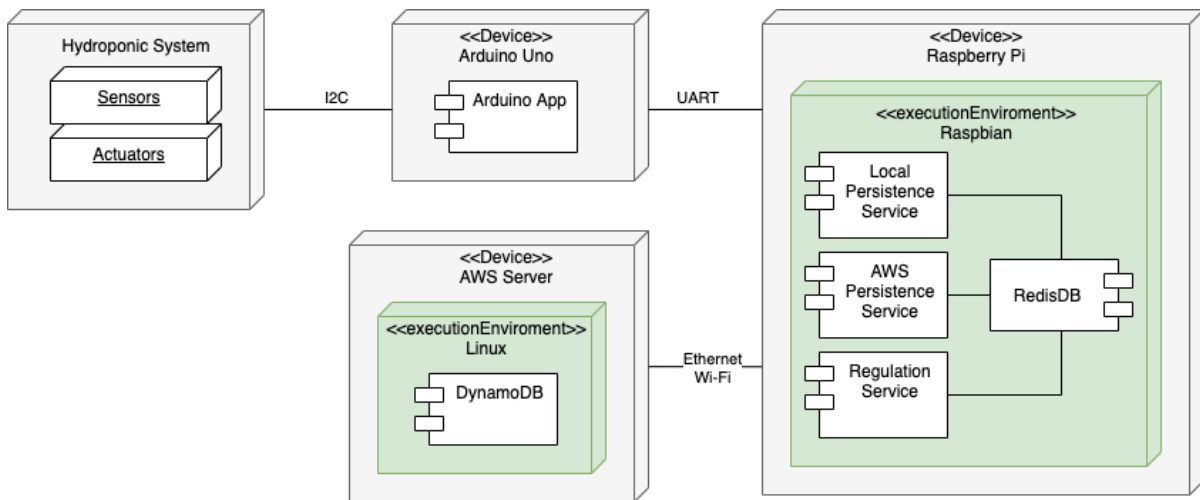 Hydroponic System
Sensors
Actuators
I2C
<<Device>>
Arduino Uno
Arduino App
UART
<<Device>>
Raspberry Pi
<<executionEnviroment>>
Raspbian
Local
Persistence
Service
AWS
Persistence
Service
RedisDB
Regulation
Service
<<Device>>
AWS Server
<<executionEnviroment>>
Linux
DynamoDB
Ethernet
Wi-Fi